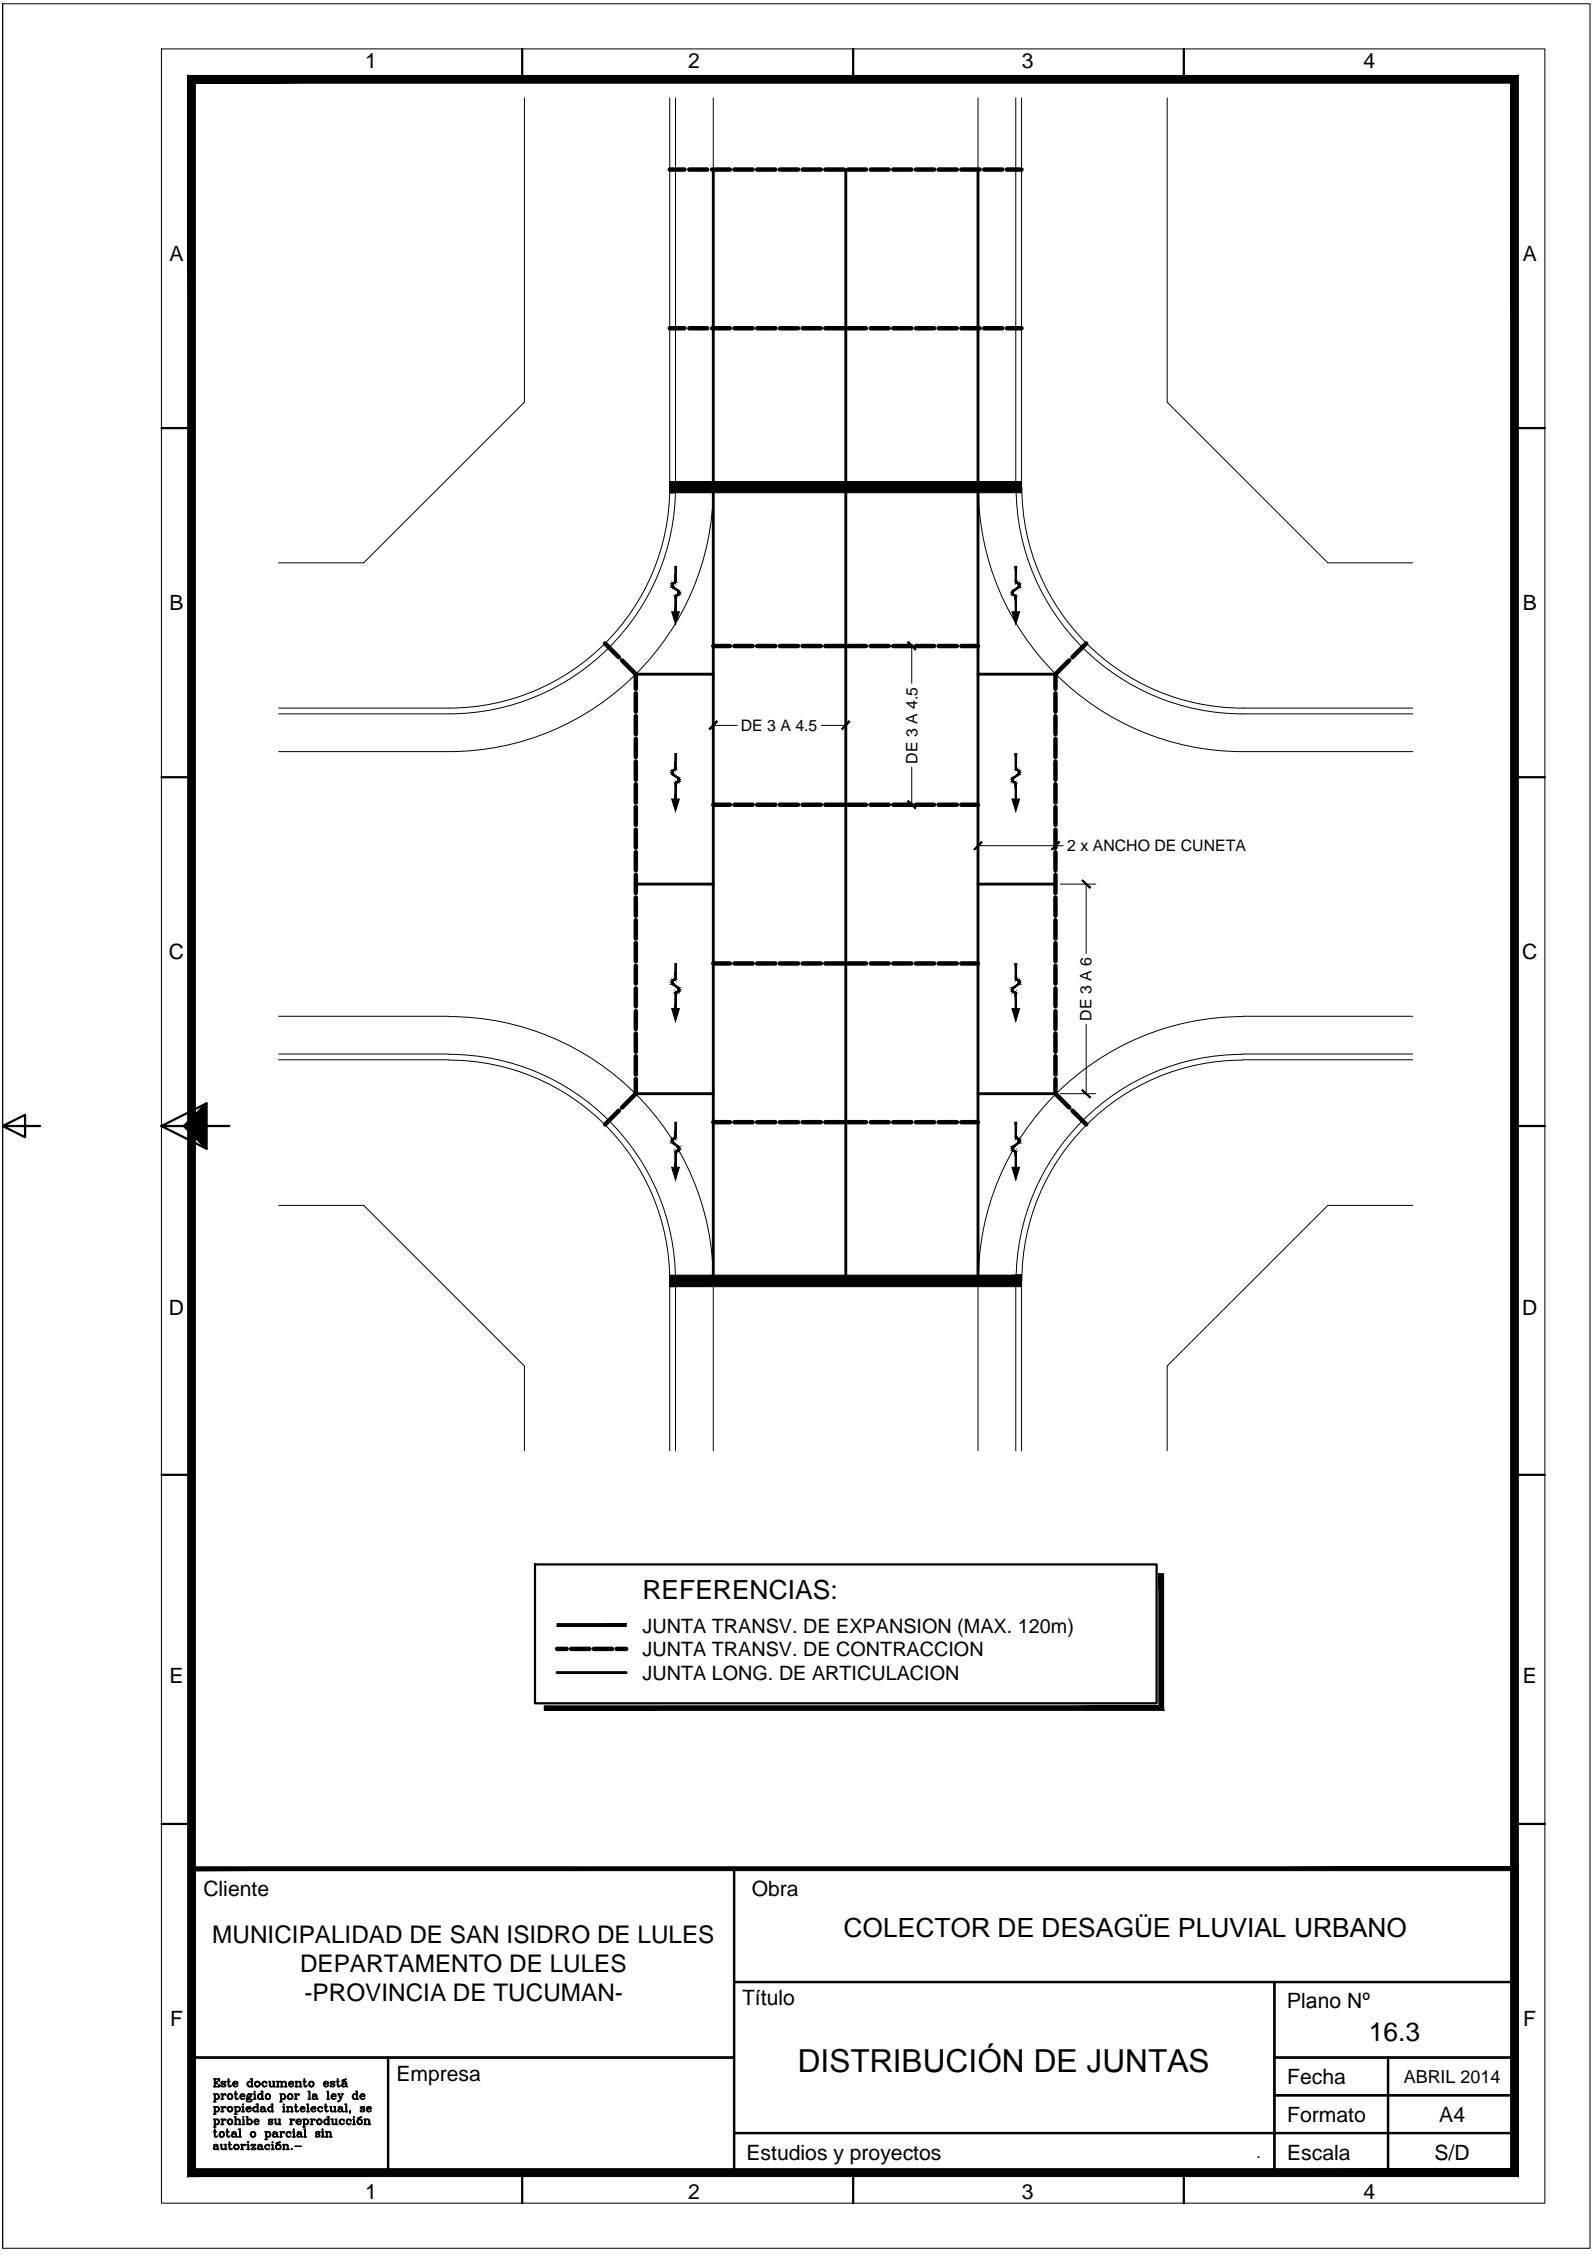 1
2
3
4
A
A
B
B
DE 3 A 4.5
DE 3 A 4.5
2 x ANCHO DE CUNETA
C
C
DE 3 A 6
D
D
REFERENCIAS:
JUNTA TRANSV. DE EXPANSION (MAX. 120m)
JUNTA TRANSV. DE CONTRACCION
JUNTA LONG. DE ARTICULACION
E
E
Cliente
MUNICIPALIDAD DE SAN ISIDRO DE LULES
DEPARTAMENTO DE LULES
-PROVINCIA DE TUCUMAN-
Obra
COLECTOR DE DESAGÜE PLUVIAL URBANO
F
F
Título
DISTRIBUCIÓN DE JUNTAS
Plano Nº
16.3
Este documento está
protegido por la ley de
propiedad intelectual, se
prohibe su reproducción
total o parcial sin
autorización.-
Empresa
Fecha
ABRIL 2014
Formato
A4
Estudios y proyectos .
Escala
S/D
1
2
3
4